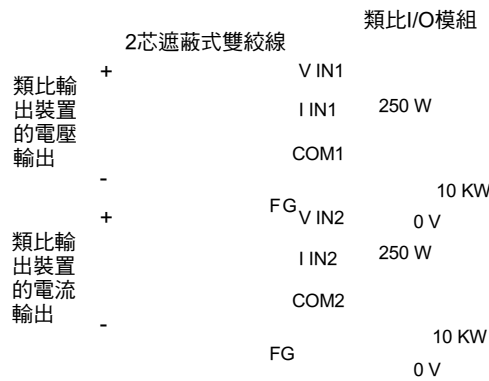 類比I/O模組
2芯遮蔽式雙絞線
類比輸
出裝置
的電壓
輸出
+
-
V IN1
I IN1
250 W
COM1
10 KW
FG
0 V
類比輸
出裝置
的電流
輸出
+
-
V IN2
I IN2
250 W
COM2
10 KW
FG
0 V